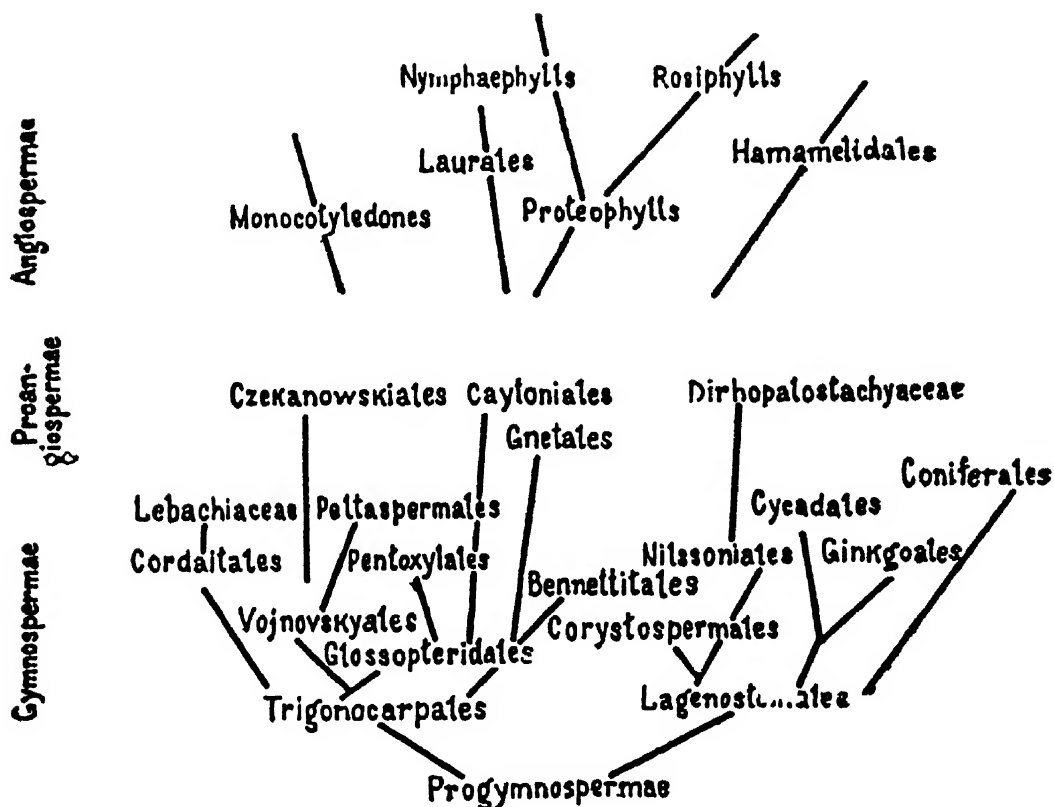 Angiospermae
Nymphaephylls
Rosiphylls
Laurales
Hamamelidales
Monocotyledones
Proteophylls
Proan-
giospermae
Czekanowskiales
Caytoniales
Dirhopalostachyaceae
Gnetales
Coniferales
Gymnospermae
Lebachiaceae
Peltaspermales
Cycadales
Cordaitales
Pentoxylales
Nilssoniales
Ginkgoales
Bennettitales
Vojnovskyales
Corystospermales
Glossopteridales
Trigonocarpales
Progymnospermae